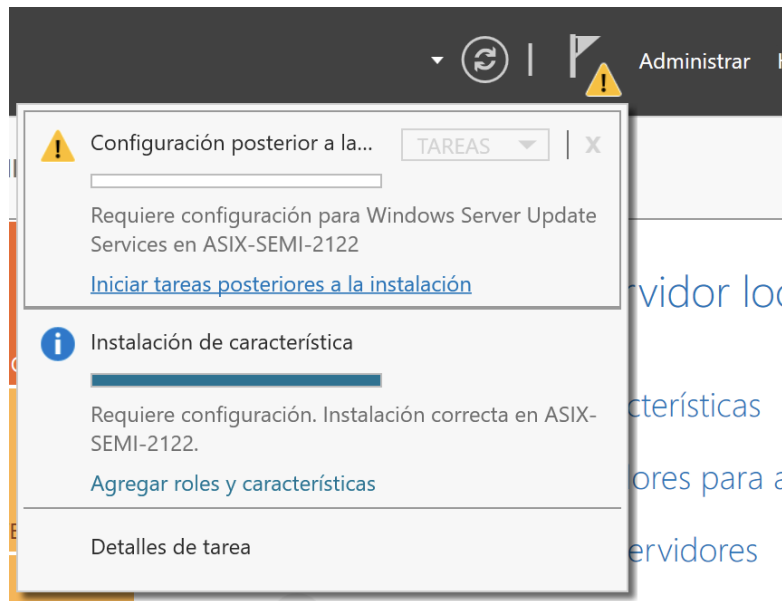 Administrar
Configuración posterior a la...
TAREAS
X
Requiere configuración para Windows Server Update
Services en ASIX-SEMI-2122
Iniciar tareas posteriores a la instalación
Instalación de característica
Requiere configuración. Instalación correcta en ASIX-
SEMI-2122.
Agregar roles y características
Detalles de tarea
vidor loc
cterísticas
ores para a
ervidores